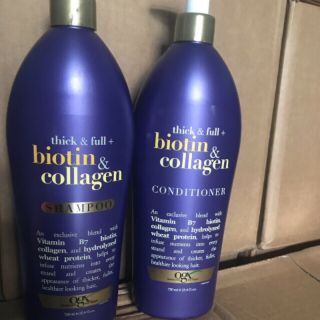 thick & full +
biotin
&
collagen
SHAMPOO
An exclusive blend with
Vitamin B7 biotin,
collagen, and hydrolyzed
wheat protein, helps to
infuse nutrients into every
strand and creates the
appearance of thicker, fuller,
healthier looking hair.
ogx
thick & full +
biotin
&
collagen
CONDITIONER
An exclusive blend with
Vitamin B7 biotin,
collagen, and hydrolyzed
wheat protein, helps to
infuse nutrients into every
strand and creates the
appearance of thicker, fuller,
healthier looking hair.
ogx